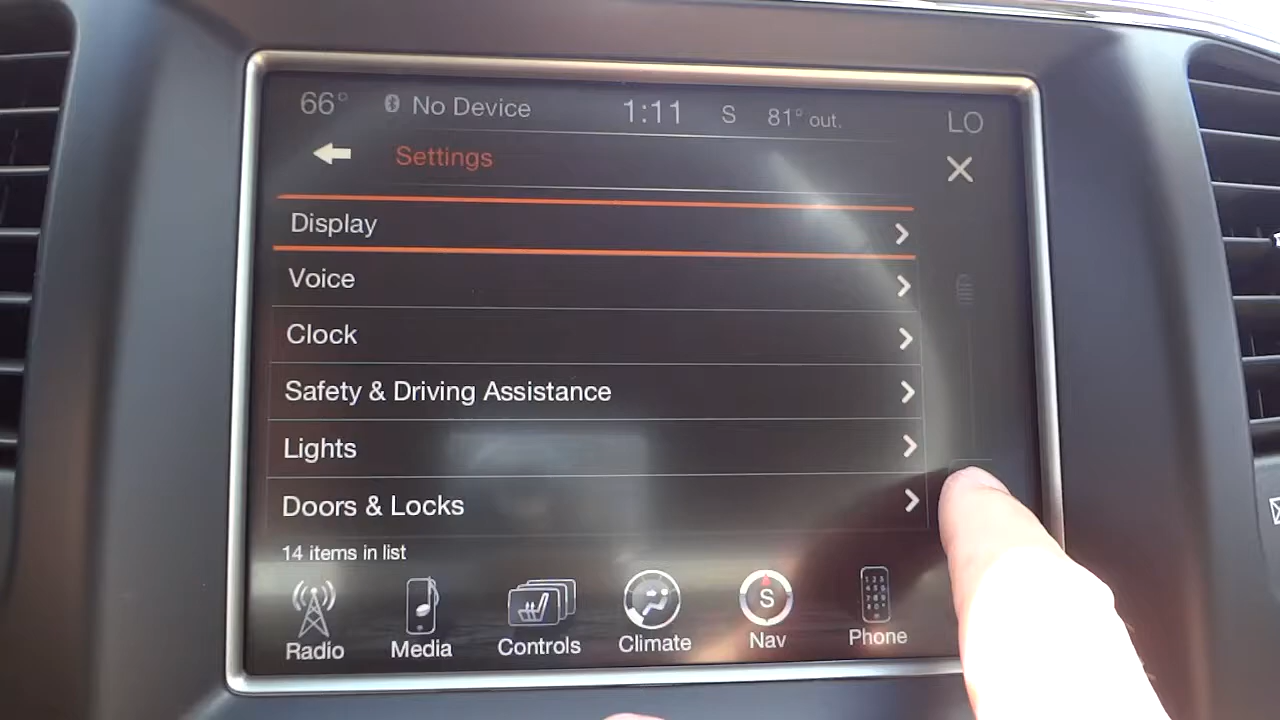 66° No Device 1:11 S 81° out. LO
Settings
Display
Voice
Clock
Safety & Driving Assistance
Lights
Doors & Locks
14 items in list
S
Radio Media Controls Climate Nav Phone